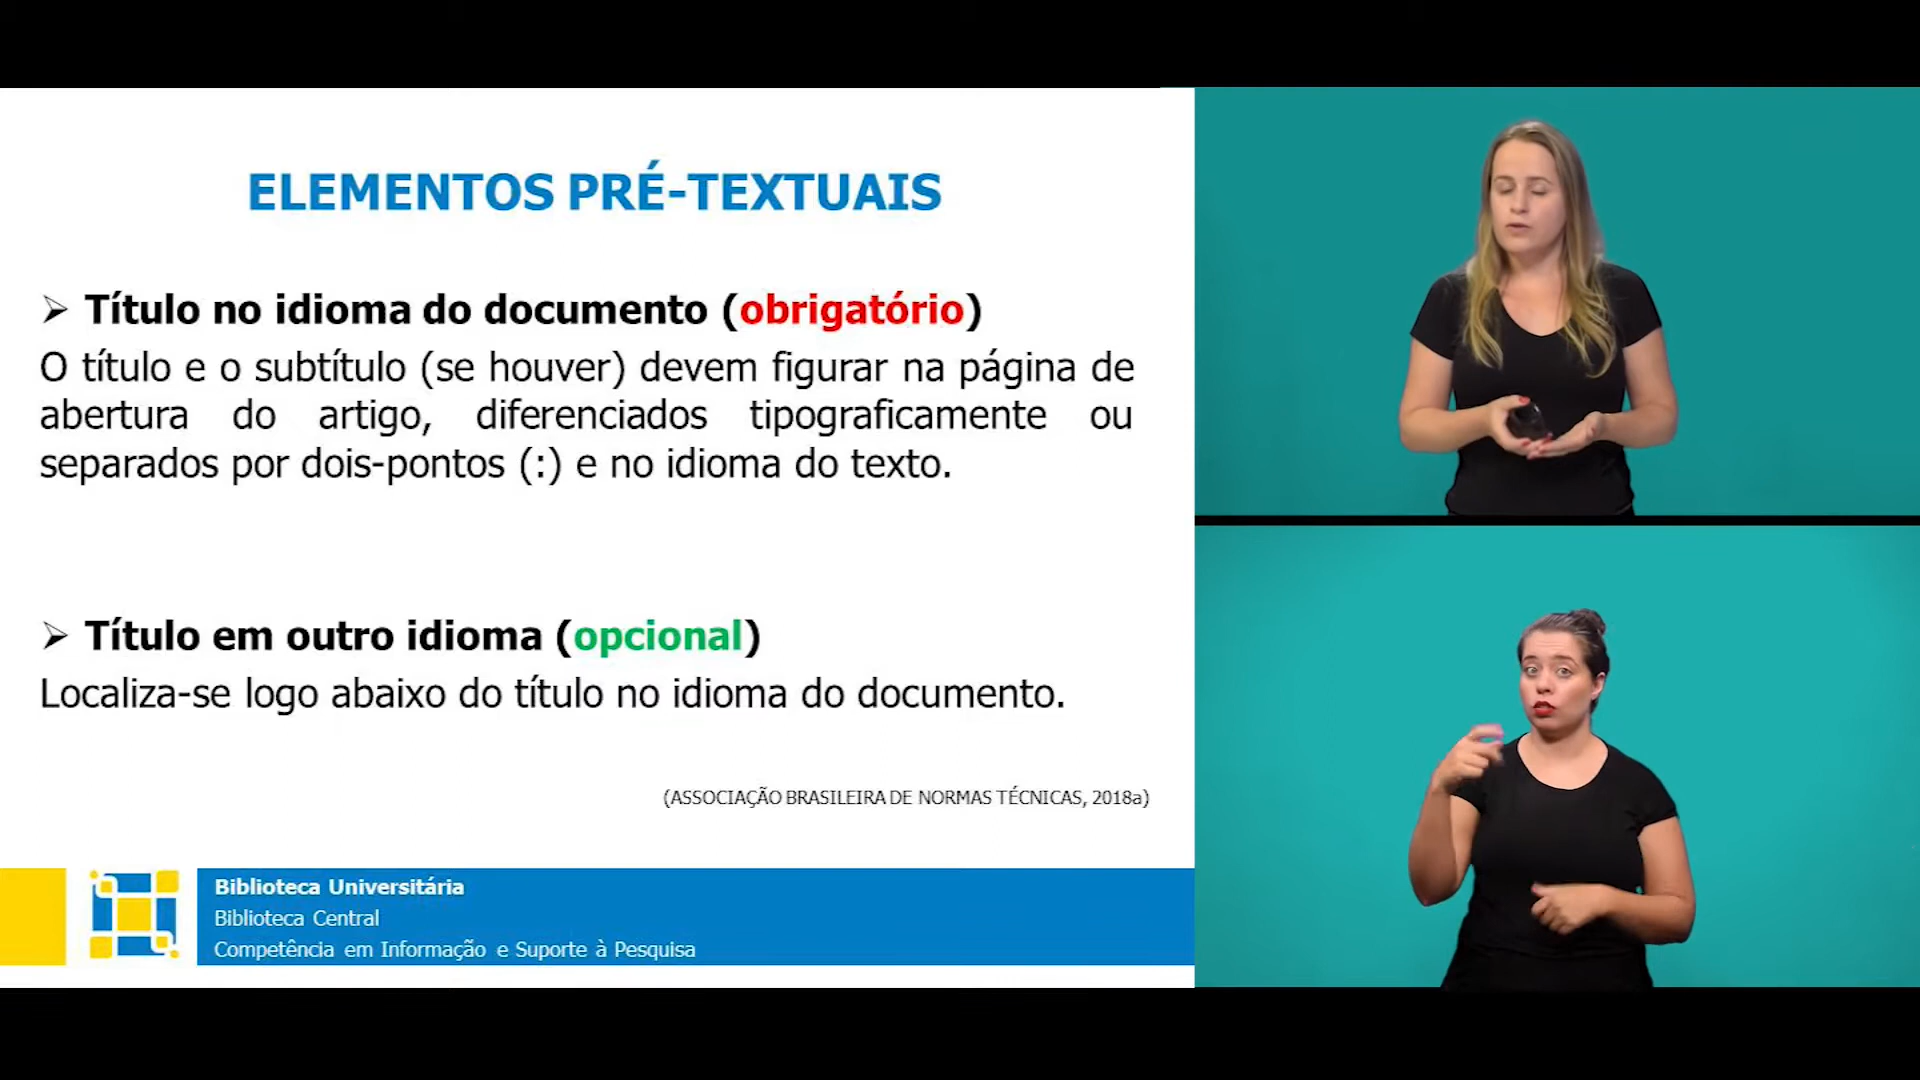 ELEMENTOS PRÉ-TEXTUAIS
➢ Título no idioma do documento (obrigatório)
O título e o subtítulo (se houver) devem figurar na página de
abertura do artigo, diferenciados tipograficamente ou
separados por dois-pontos (:) e no idioma do texto.
➢ Título em outro idioma (opcional)
Localiza-se logo abaixo do título no idioma do documento.
(ASSOCIAÇÃO BRASILEIRA DE NORMAS TÉCNICAS, 2018a)
Biblioteca Universitária
Biblioteca Central
Competência em Informação e Suporte à Pesquisa